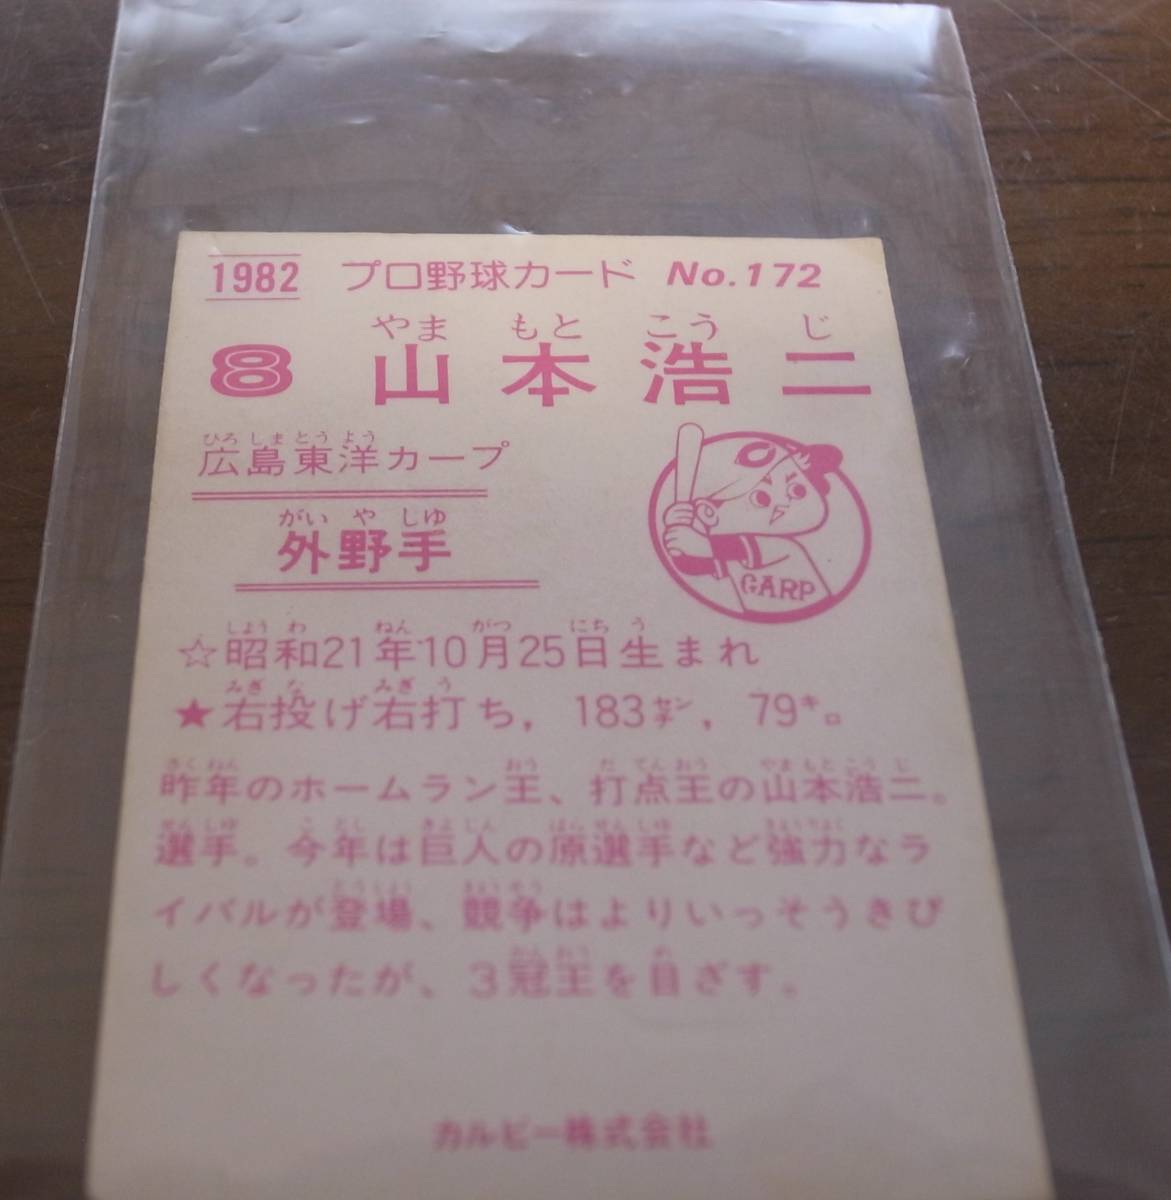 1982 プロ野球カード No.172
やま もと こう じ
8 山本浩二
ひろ しま とう よう
広島東洋カープ
がい や しゆ
外野手
CARP
しよう わ ねん がつ にち う
☆昭和21年10月25日生まれ
みぎ な みぎ う
★右投げ右打ち, 183センチ, 79キロ
さく ねん おう だ てん おう やま もと こう じ
昨年のホームラン王、打点王の山本浩二。
せん しゆ こ とし きよ じん はら せん しゆ きようりよく
選手。今年は巨人の原選手など強力なラ
とうじよう きよう そう
イバルが登場、競争はよりいっそうきび
かん おう め
しくなったが、3冠王を目ざす。
カルビー株式会社